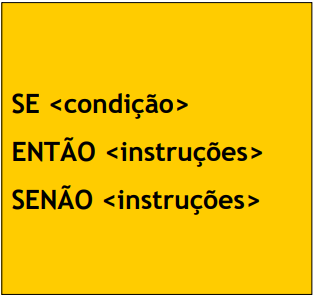 SE <condição>
ENTÃO <instruções>
SENÃO <instruções>